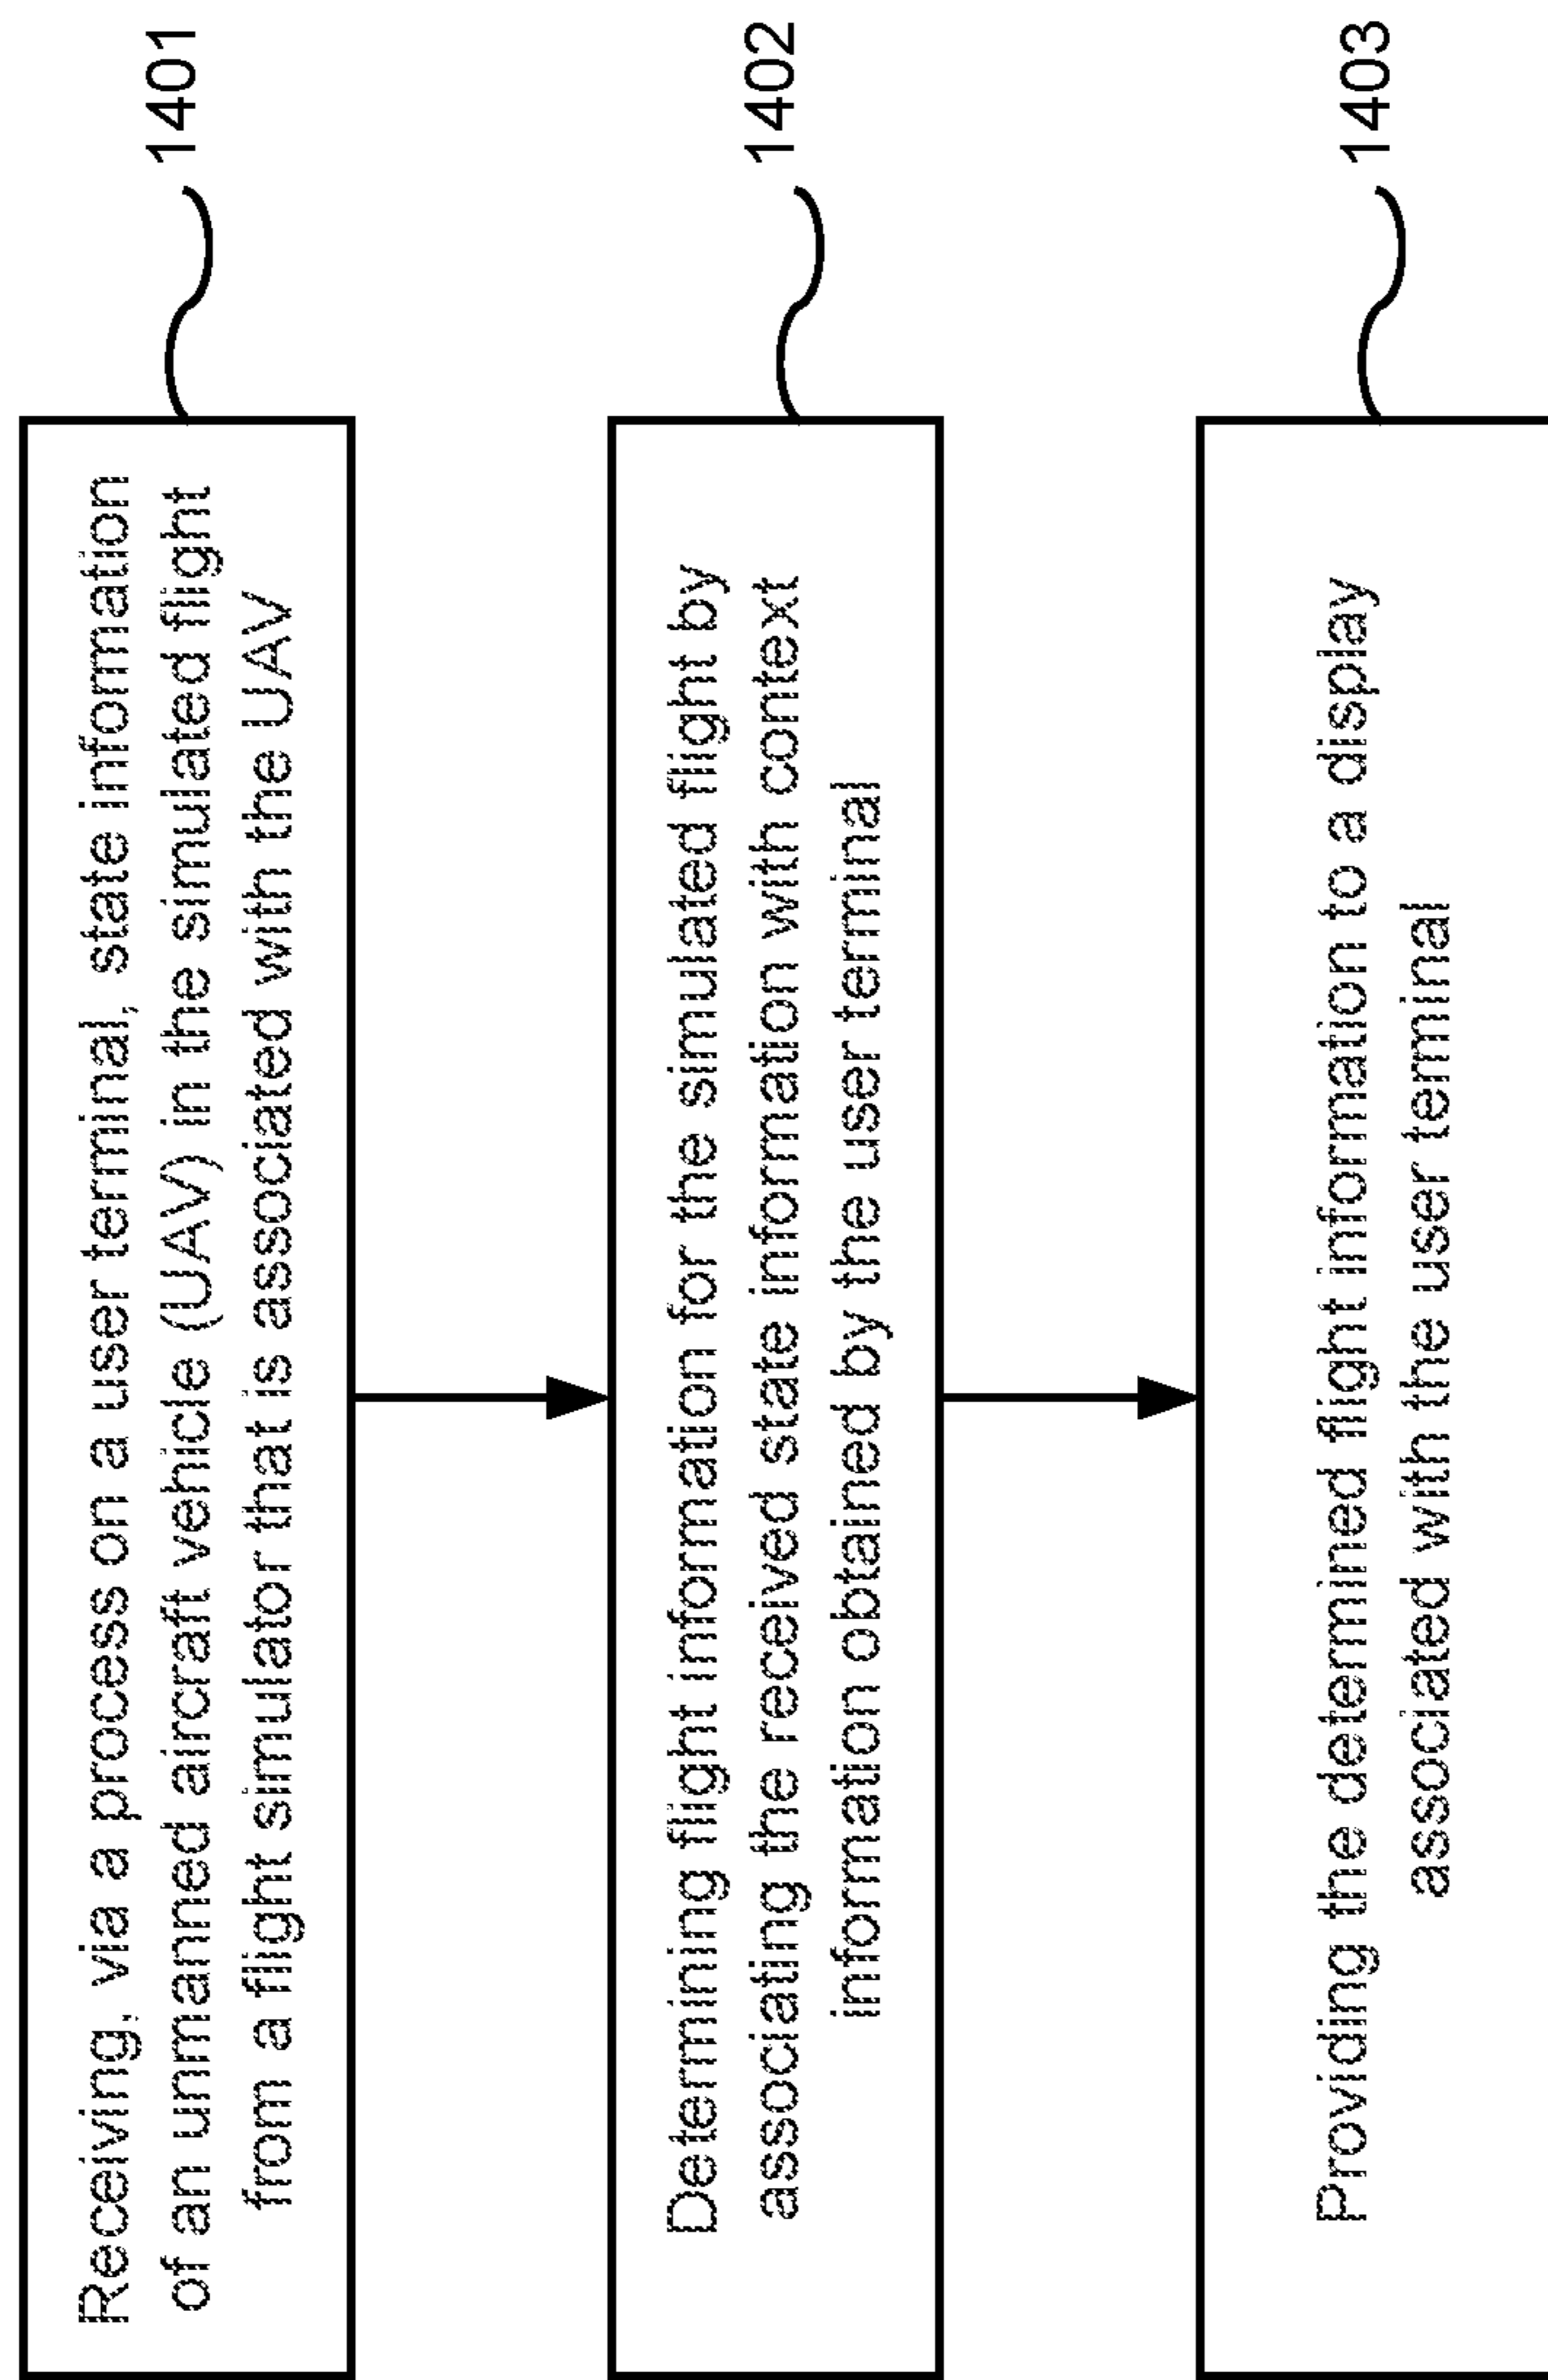 Receiving, via a process on a user terminal, state information
of an unmanned aircraft vehicle (UAV) in the simulated flight
from a flight simulator that is associated with the UAV
1401
Determining flight information for the simulated flight by
associating the received state information with context
information obtained by the user terminal
1402
Providing the determined flight information to a display
associated with the user terminal
1403